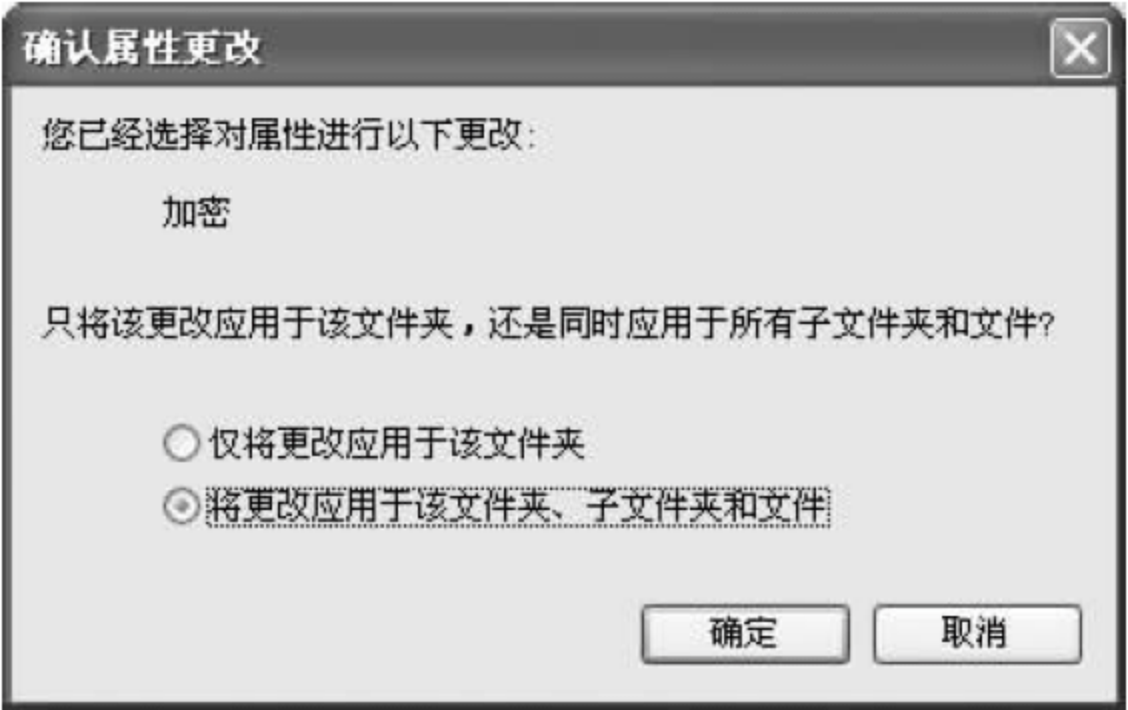 确认属性更改
您已经选择对属性进行以下更改:
加密
只将该更改应用于该文件夹，还是同时应用于所有子文件夹和文件?
仅将更改应用于该文件夹
将更改应用于该文件夹、子文件夹和文件
确定
取消